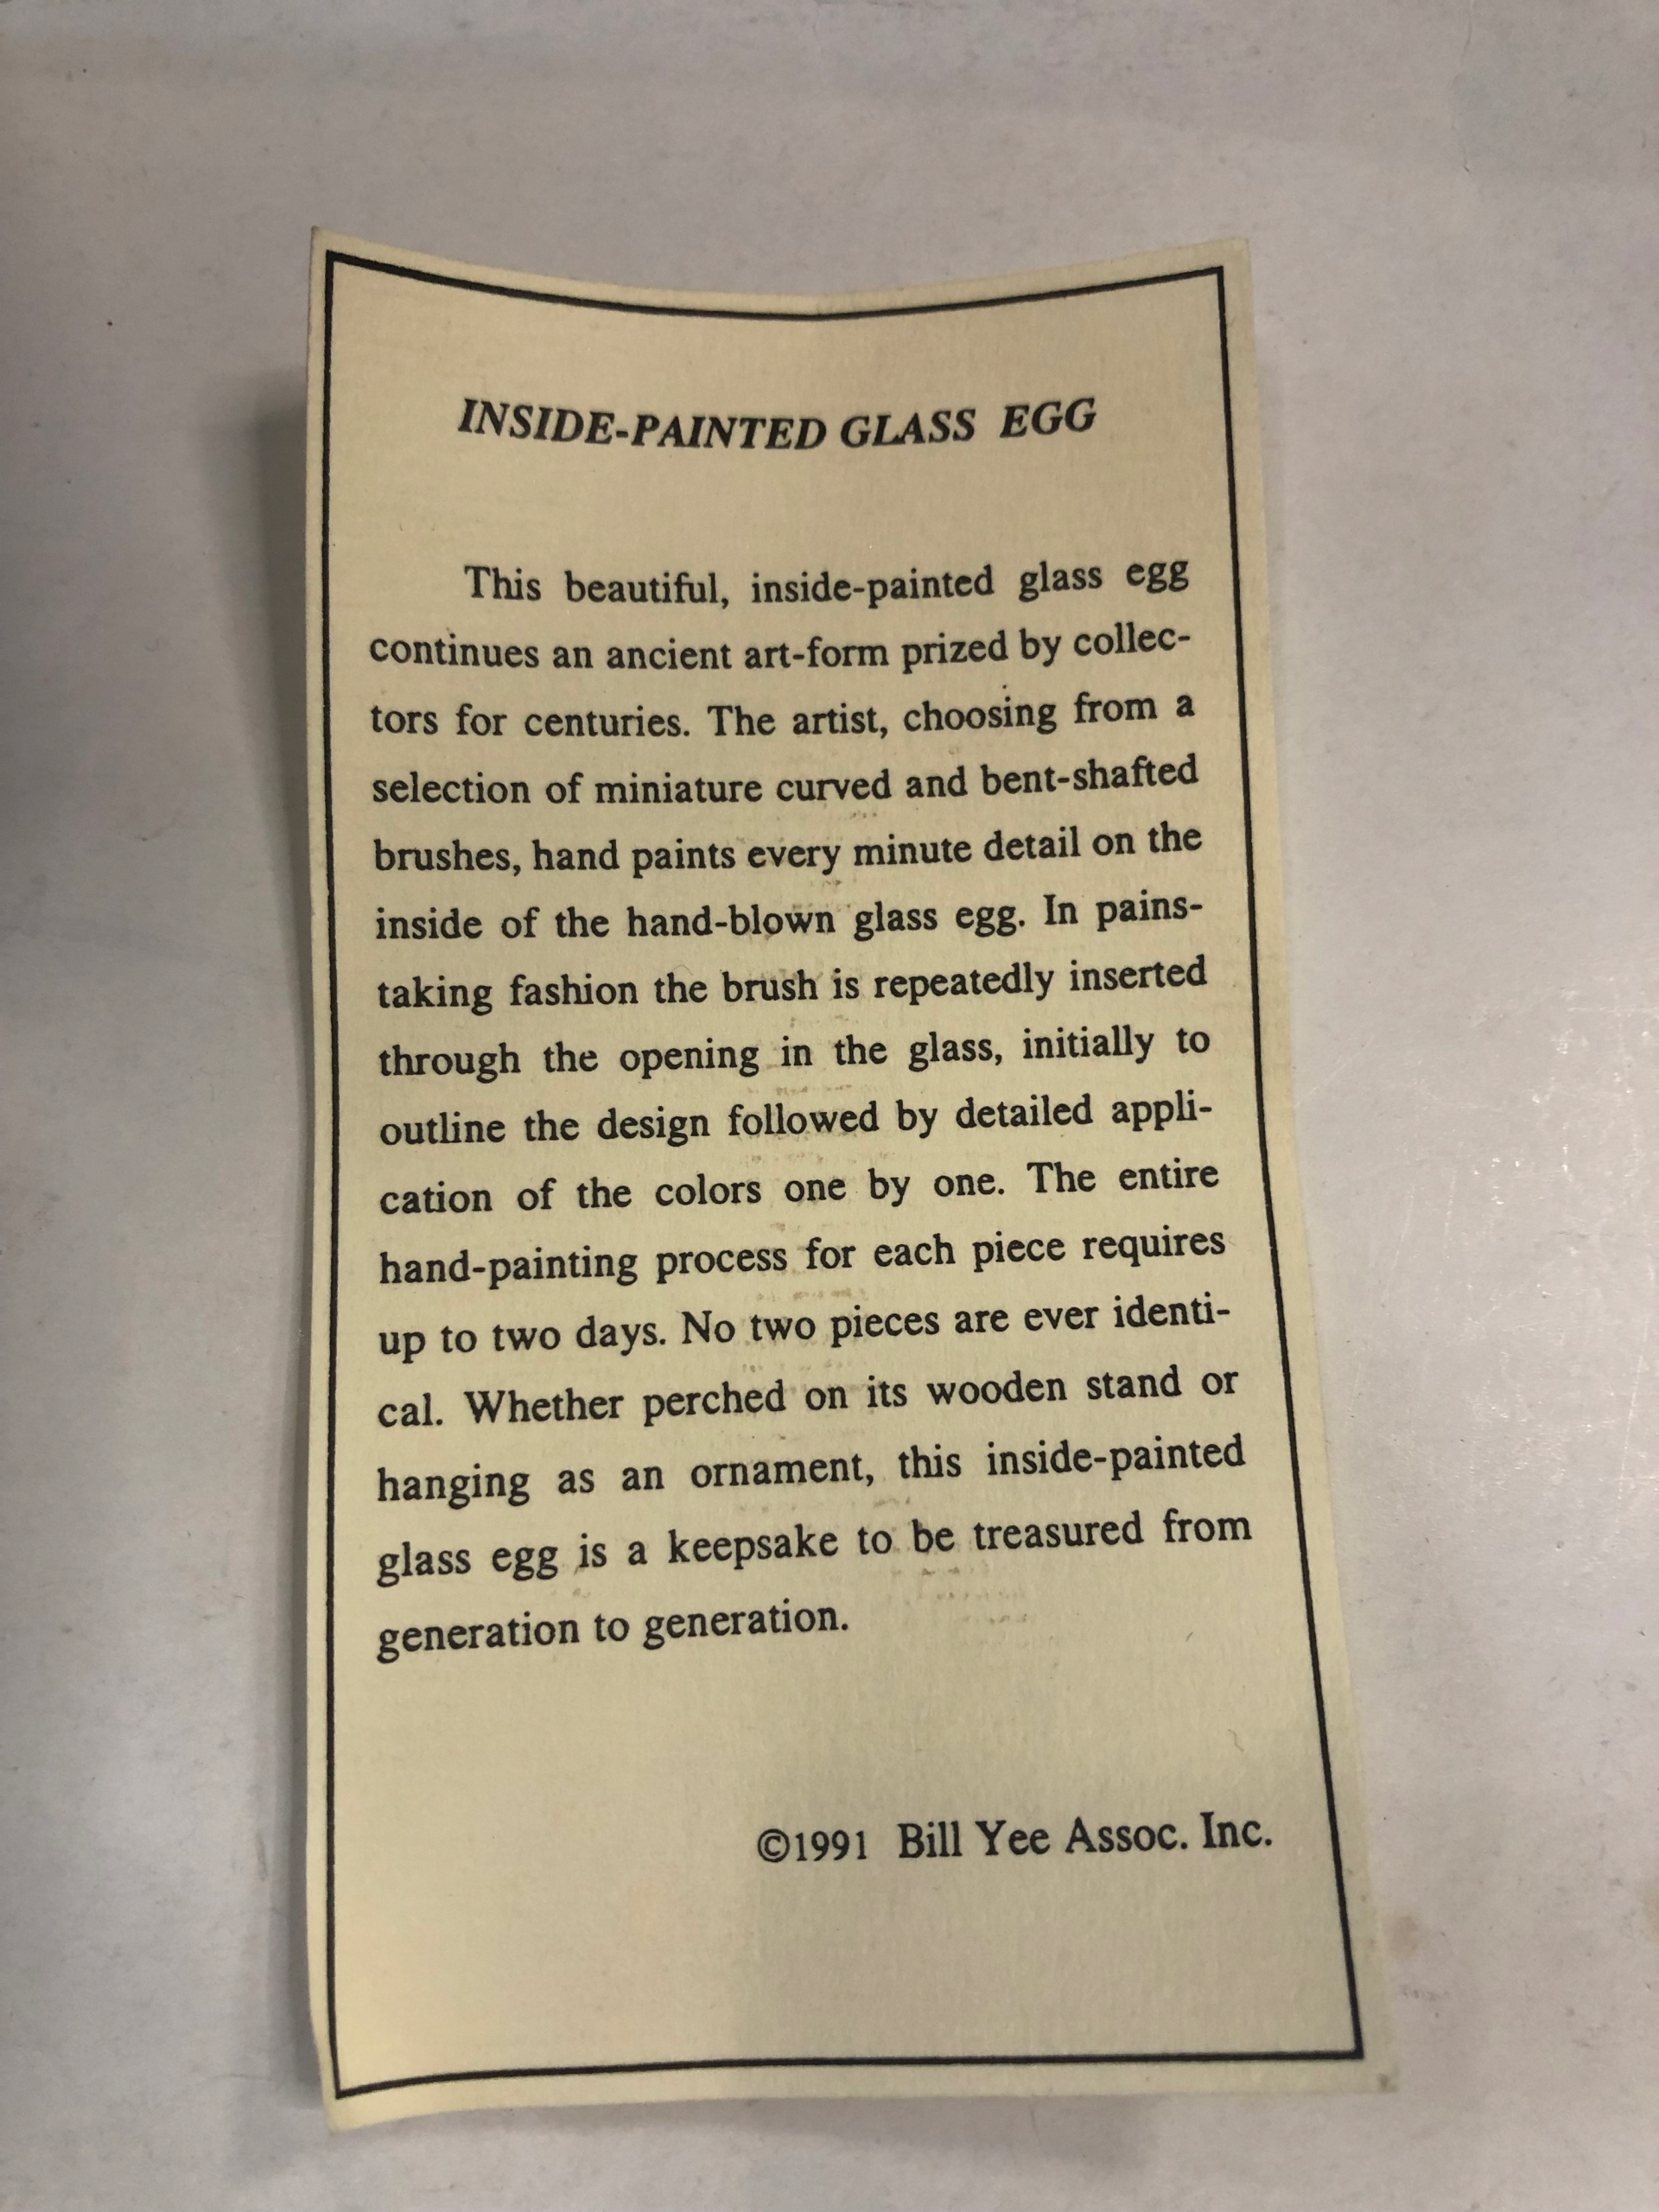 INSIDE-PAINTED GLASS EGG
This beautiful, inside-painted glass egg
continues an ancient art-form prized by collec-
tors for centuries. The artist, choosing from a
selection of miniature curved and bent-shafted
brushes, hand paints every minute detail on the
inside of the hand-blown glass egg. In pains-
taking fashion the brush is repeatedly inserted
through the opening in the glass, initially to
outline the design followed by detailed appli-
cation of the colors one by one. The entire
hand-painting process for each piece requires
up to two days. No two pieces are ever identi-
cal. Whether perched on its wooden stand or
hanging as an ornament, this inside-painted
glass egg is a keepsake to be treasured from
generation to generation.
©1991 Bill Yee Assoc. Inc.